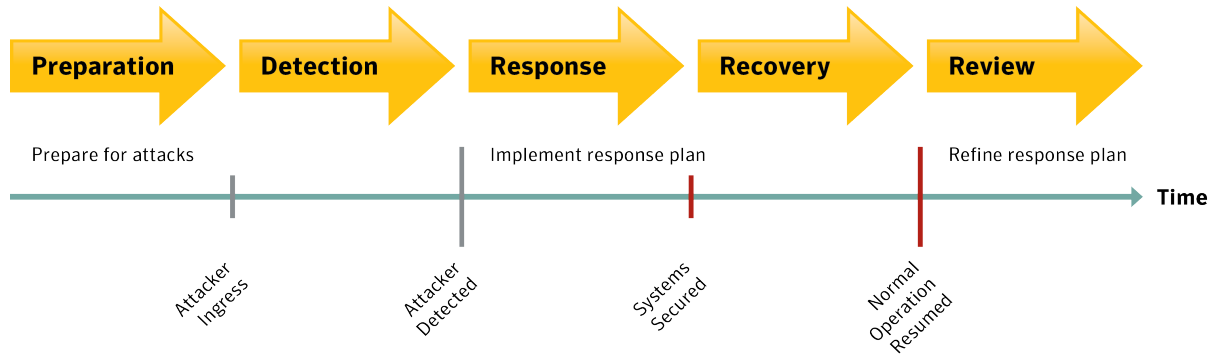 Preparation
Detection
Response
Recovery
Review
Prepare for attacks
Implement response plan
Refine response plan
Time
Attacker
Ingress
Attacker
Detected
Systems
Secured
Normal
Operation
Resumed